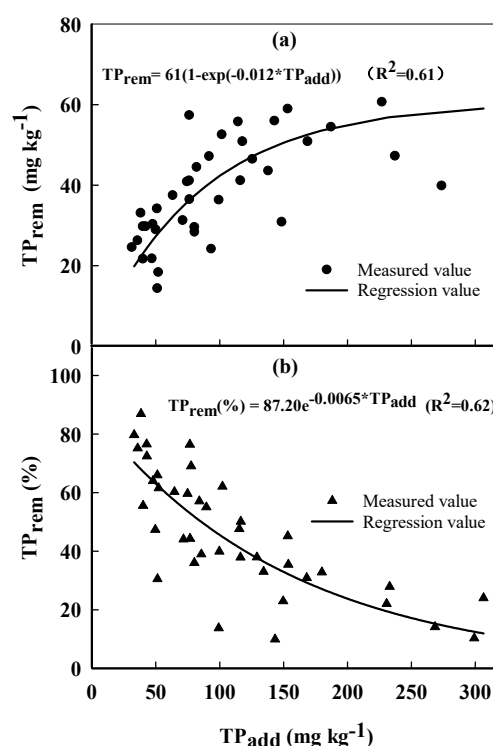 (a)
TPrem= 61(1-exp(-0.012*TPadd)) （R2=0.61)
80
60
40
20
0
TPrem (mg kg-1)
Measured value
Regression value
(b)
TPrem(%) = 87.20e-0.0065*TPadd (R2=0.62)
100
80
60
40
20
0
TPrem (%)
Measured value
Regression value
0 50 100 150 200 250 300
TPadd (mg kg-1)